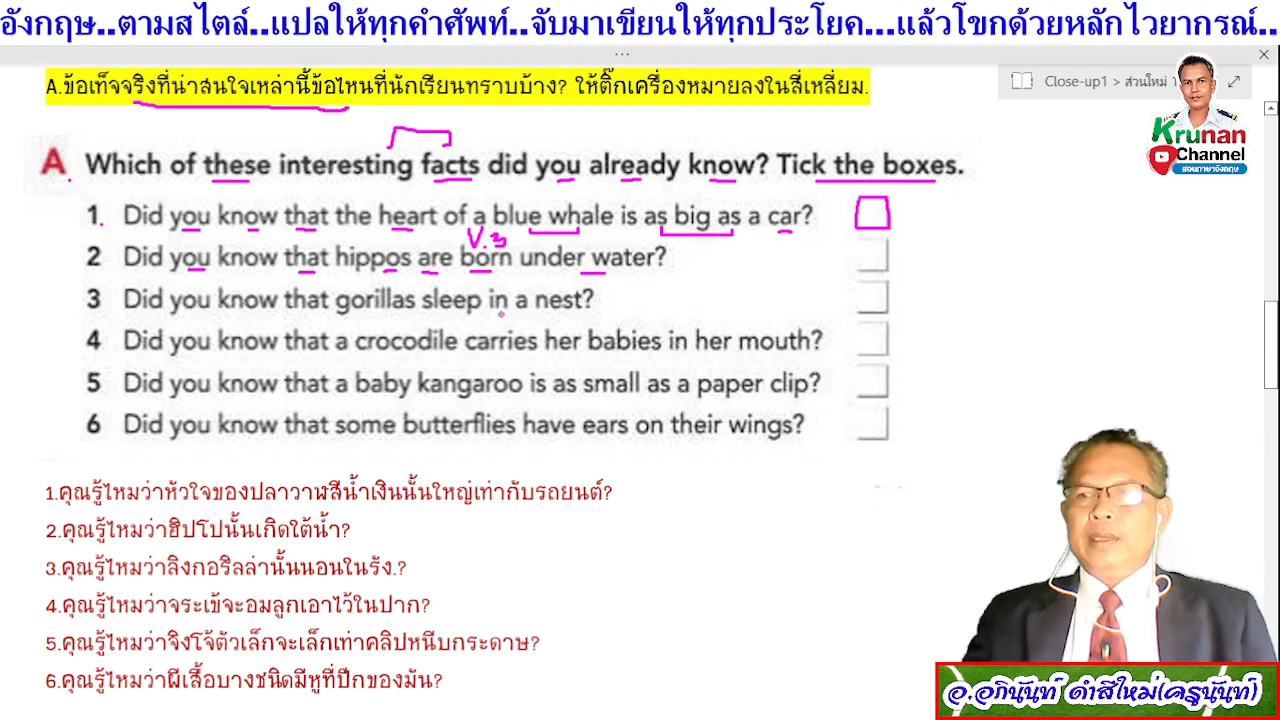 อังกฤษ..ตามสไตล์..แปลให้ทุกคำศัพท์..จับมาเขียนให้ทุกประโยค...แล้วโขกด้วยหลักไวยากรณ์..
A.ข้อเท็จจริงที่น่าสนใจเหล่านี้ข้อไหนที่นักเรียนทราบบ้าง? ให้ติ๊กเครื่องหมายลงในสี่เหลี่ยม.
Close-up1 > ส่วนใหม่ 1
Krunan
Channel
สอนภาษาอังกฤษ
A Which of these interesting facts did you already know? Tick the boxes.
1. Did you know that the heart of a blue whale is as big as a car?
V.3
2 Did you know that hippos are born under water?
3 Did you know that gorillas sleep in a nest?
4 Did you know that a crocodile carries her babies in her mouth?
5 Did you know that a baby kangaroo is as small as a paper clip?
6 Did you know that some butterflies have ears on their wings?
1.คุณรู้ไหมว่าหัวใจของปลาวาฬสีน้ำเงินนั้นใหญ่เท่ากับรถยนต์?
2.คุณรู้ไหมว่าฮิปโปนั้นเกิดใต้น้ำ?
3.คุณรู้ไหมว่าลิงกอริลล่านั้นนอนในรัง.?
4.คุณรู้ไหมว่าจระเข้จะอมลูกเอาไว้ในปาก?
5.คุณรู้ไหมว่าจิงโจ้ตัวเล็กจะเล็กเท่าคลิปหนีบกระดาษ?
6.คุณรู้ไหมว่าผีเสื้อบางชนิดมีหูที่ปีกของมัน?
อ.อภินันท์ ดำสีใหม่(ครูนันท์)